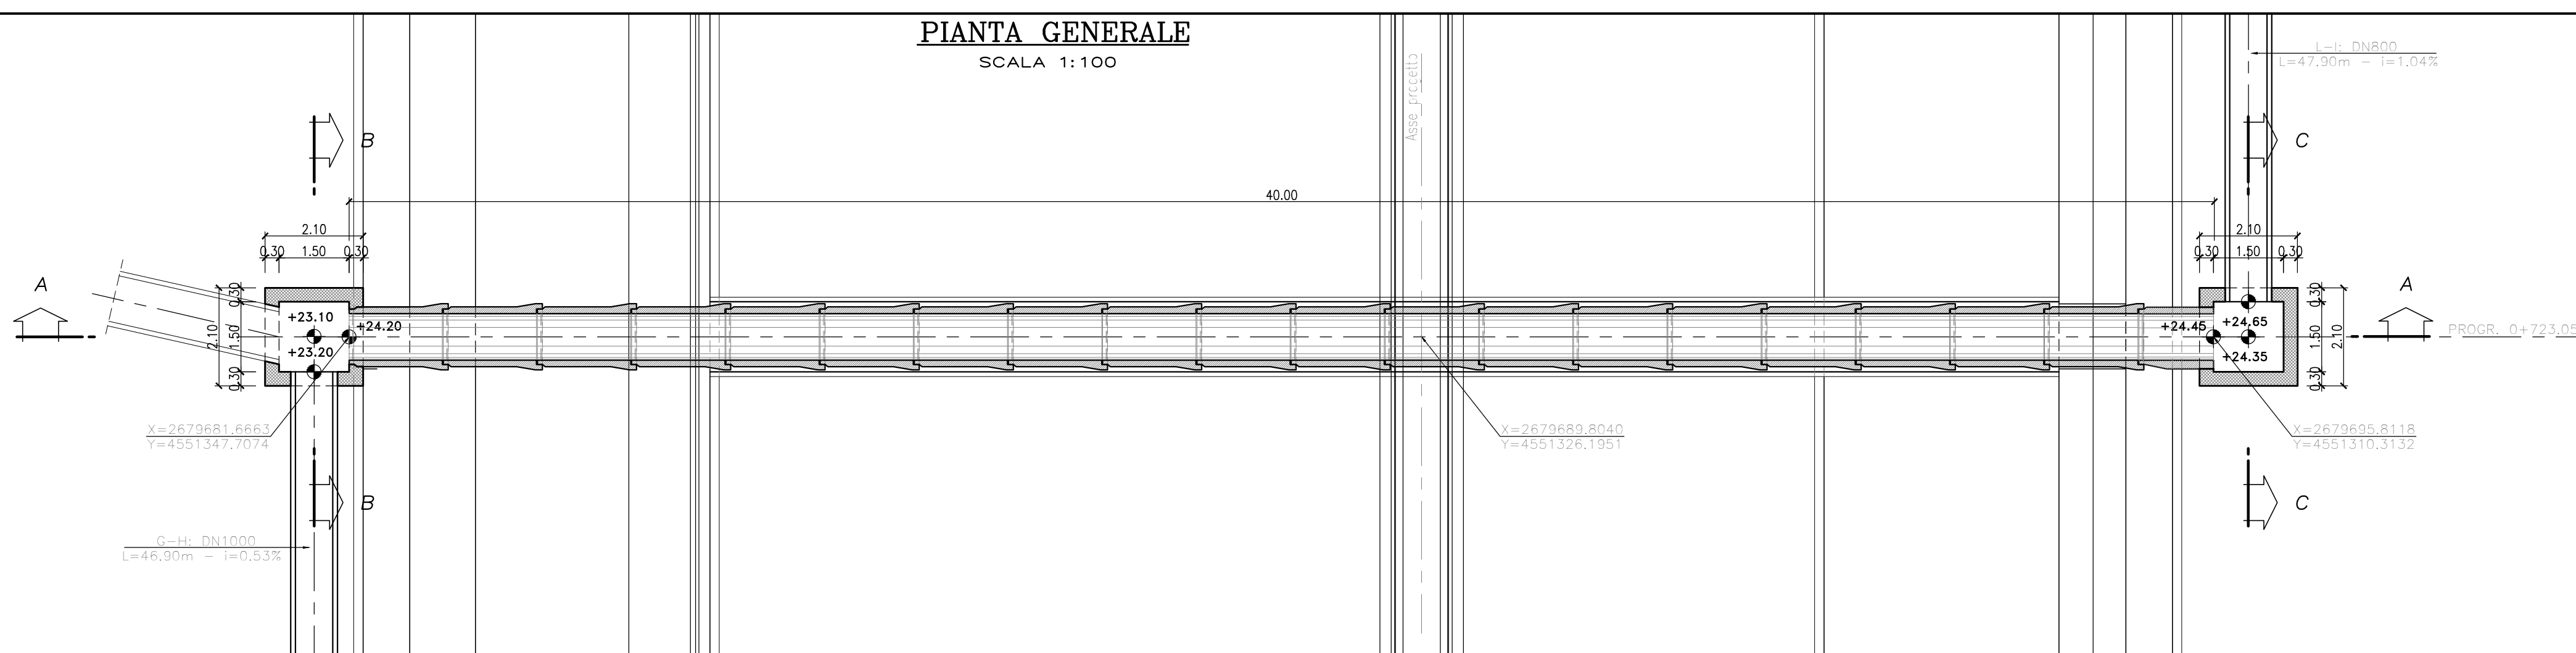 PIANTA GENERALE
SCALA 1:100
L-I: DN800
L=47.90m - i=1.04%
Asse progetto
B
C
40.00
2.10
0.30 1.50 0.30
2.10
0.30 1.50 0.30
A
A
2.10
0.30
1.50
0.30
+23.10
+24.20
+23.20
+24.45
+24.65
+24.35
0.30
1.50
0.30
2.10
PROGR. 0+723.05
X=2679681.6663
Y=4551347.7074
X=2679689.8040
Y=4551326.1951
X=2679695.8118
Y=4551310.3132
B
C
G-H: DN1000
L=46.90m - i=0.53%